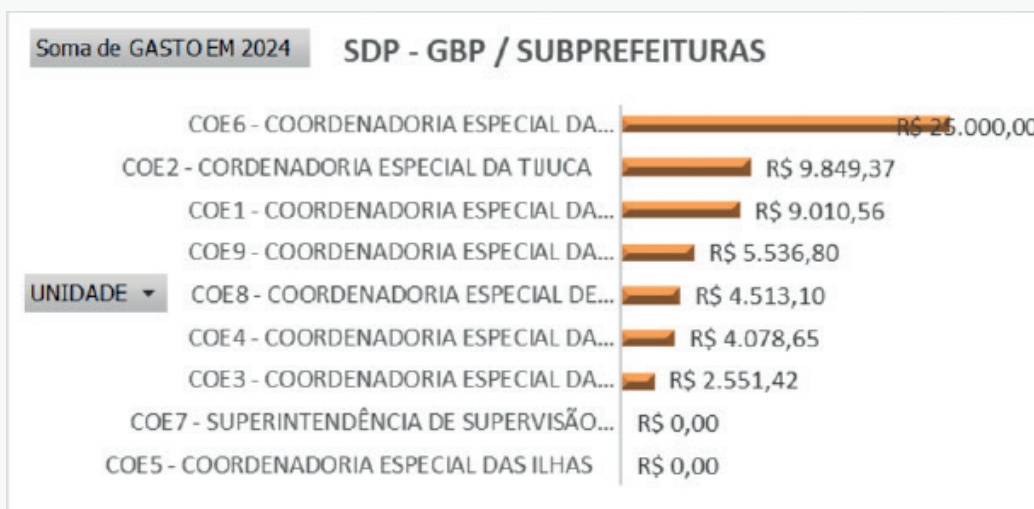 Soma de GASTO EM 2024
SDP - GBP / SUBPREFEITURAS
COE6 - COORDENADORIA ESPECIAL DA... R$ 25.000,00
COE2 - CORDENADORIA ESPECIAL DA TIJUCA R$ 9.849,37
COE1 - COORDENADORIA ESPECIAL DA... R$ 9.010,56
COE9 - COORDENADORIA ESPECIAL DA... R$ 5.536,80
UNIDADE
COE8 - COORDENADORIA ESPECIAL DE... R$ 4.513,10
COE4 - COORDENADORIA ESPECIAL DA... R$ 4.078,65
COE3 - COORDENADORIA ESPECIAL DA... R$ 2.551,42
COE7 - SUPERINTENDÊNCIA DE SUPERVISÃO... R$ 0,00
COE5 - COORDENADORIA ESPECIAL DAS ILHAS R$ 0,00